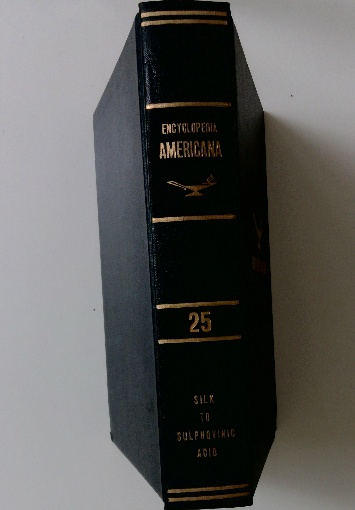 ENCYCLOPEDIA
AMERICANA
25
SILK
TO
SULPHOVINIC
ACID